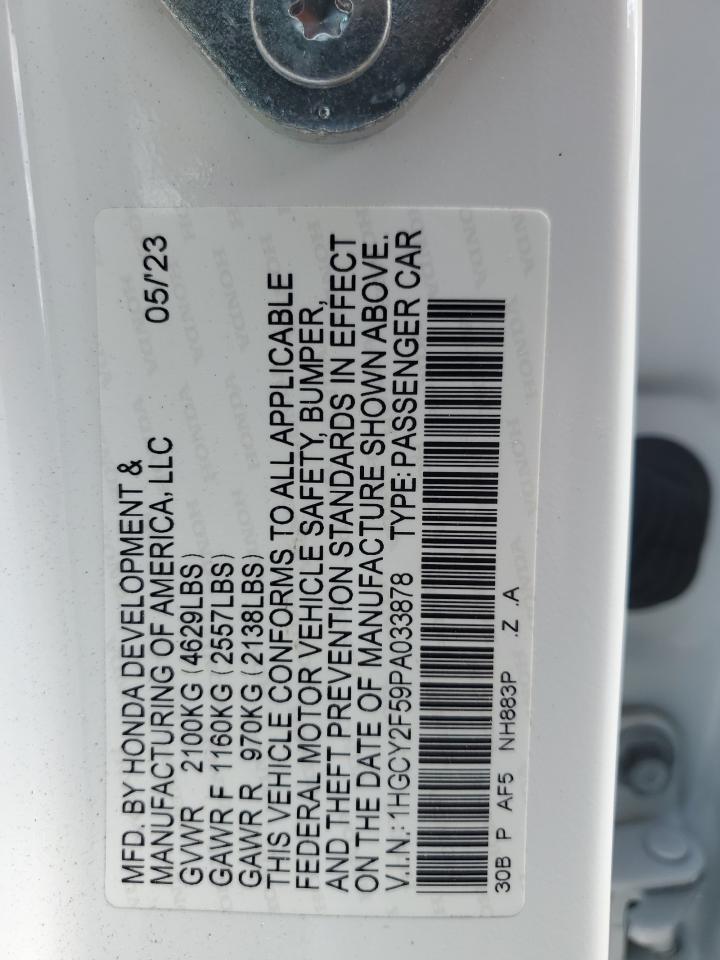 MFD. BY HONDA DEVELOPMENT &
MANUFACTURING OF AMERICA, LLC 05/'23
GVWR 2100KG (4629LBS)
GAWR F 1160KG (2557LBS)
GAWR R 970KG (2138LBS)
THIS VEHICLE CONFORMS TO ALL APPLICABLE
FEDERAL MOTOR VEHICLE SAFETY, BUMPER,
AND THEFT PREVENTION STANDARDS IN EFFECT
ON THE DATE OF MANUFACTURE SHOWN ABOVE.
V.I.N.:1HGCY2F59PA033878 TYPE:PASSENGER CAR
30B P AF5 NH883P .Z .A
HONDA